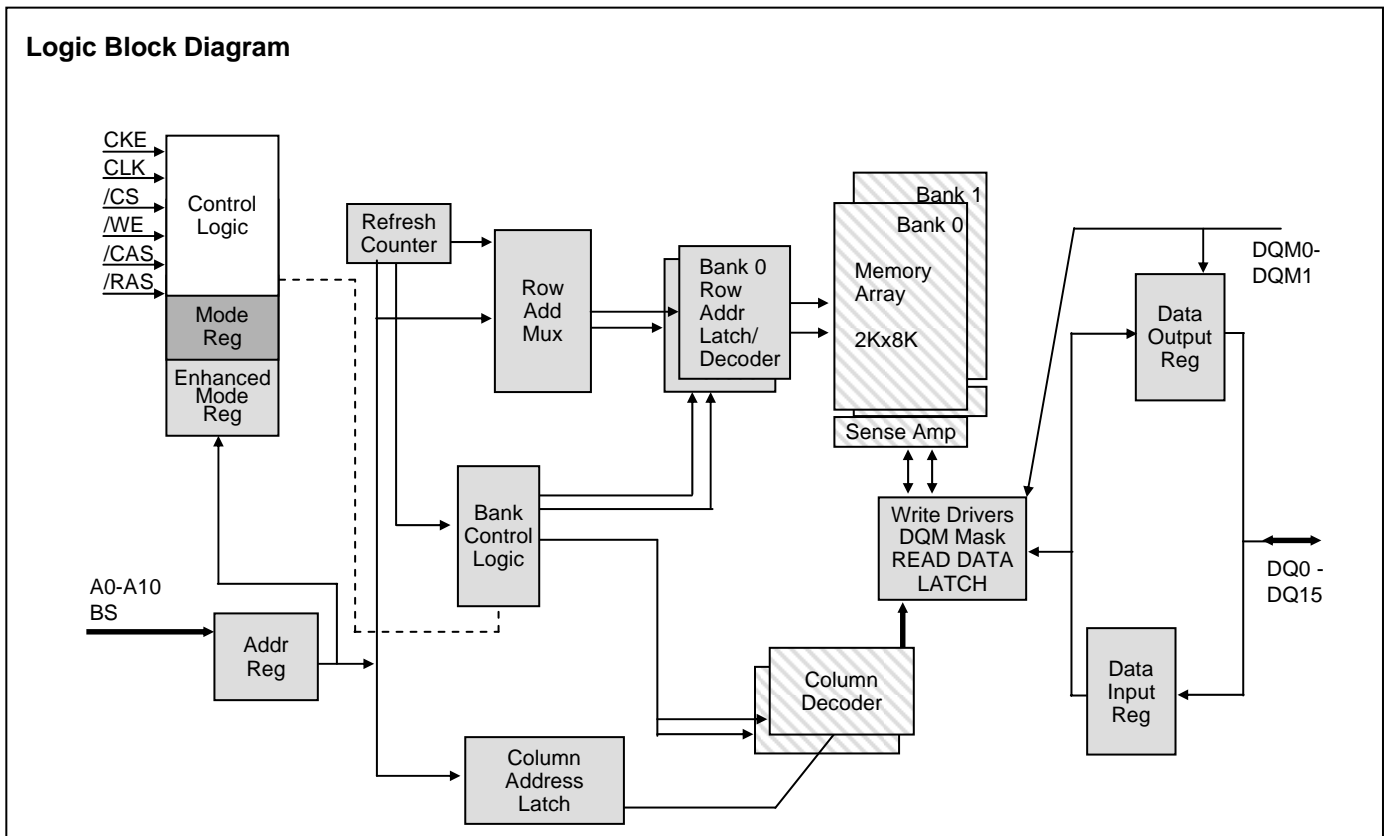 Logic Block Diagram
CKE
CLK
/CS
/WE
/CAS
/RAS
Control
Logic
Mode
Reg
Enhanced
Mode
Reg
A0-A10
BS
Addr
Reg
Refresh
Counter
Row
Add
Mux
Bank
Control
Logic
Column
Address
Latch
Bank 0
Row
Addr
Latch/
Decoder
Bank 1
Bank 0
Memory
Array
2Kx8K
Sense Amp
Write Drivers
DQM Mask
READ DATA
LATCH
Column
Decoder
DQM0-
DQM1
Data
Output
Reg
DQ0 -
DQ15
Data
Input
Reg